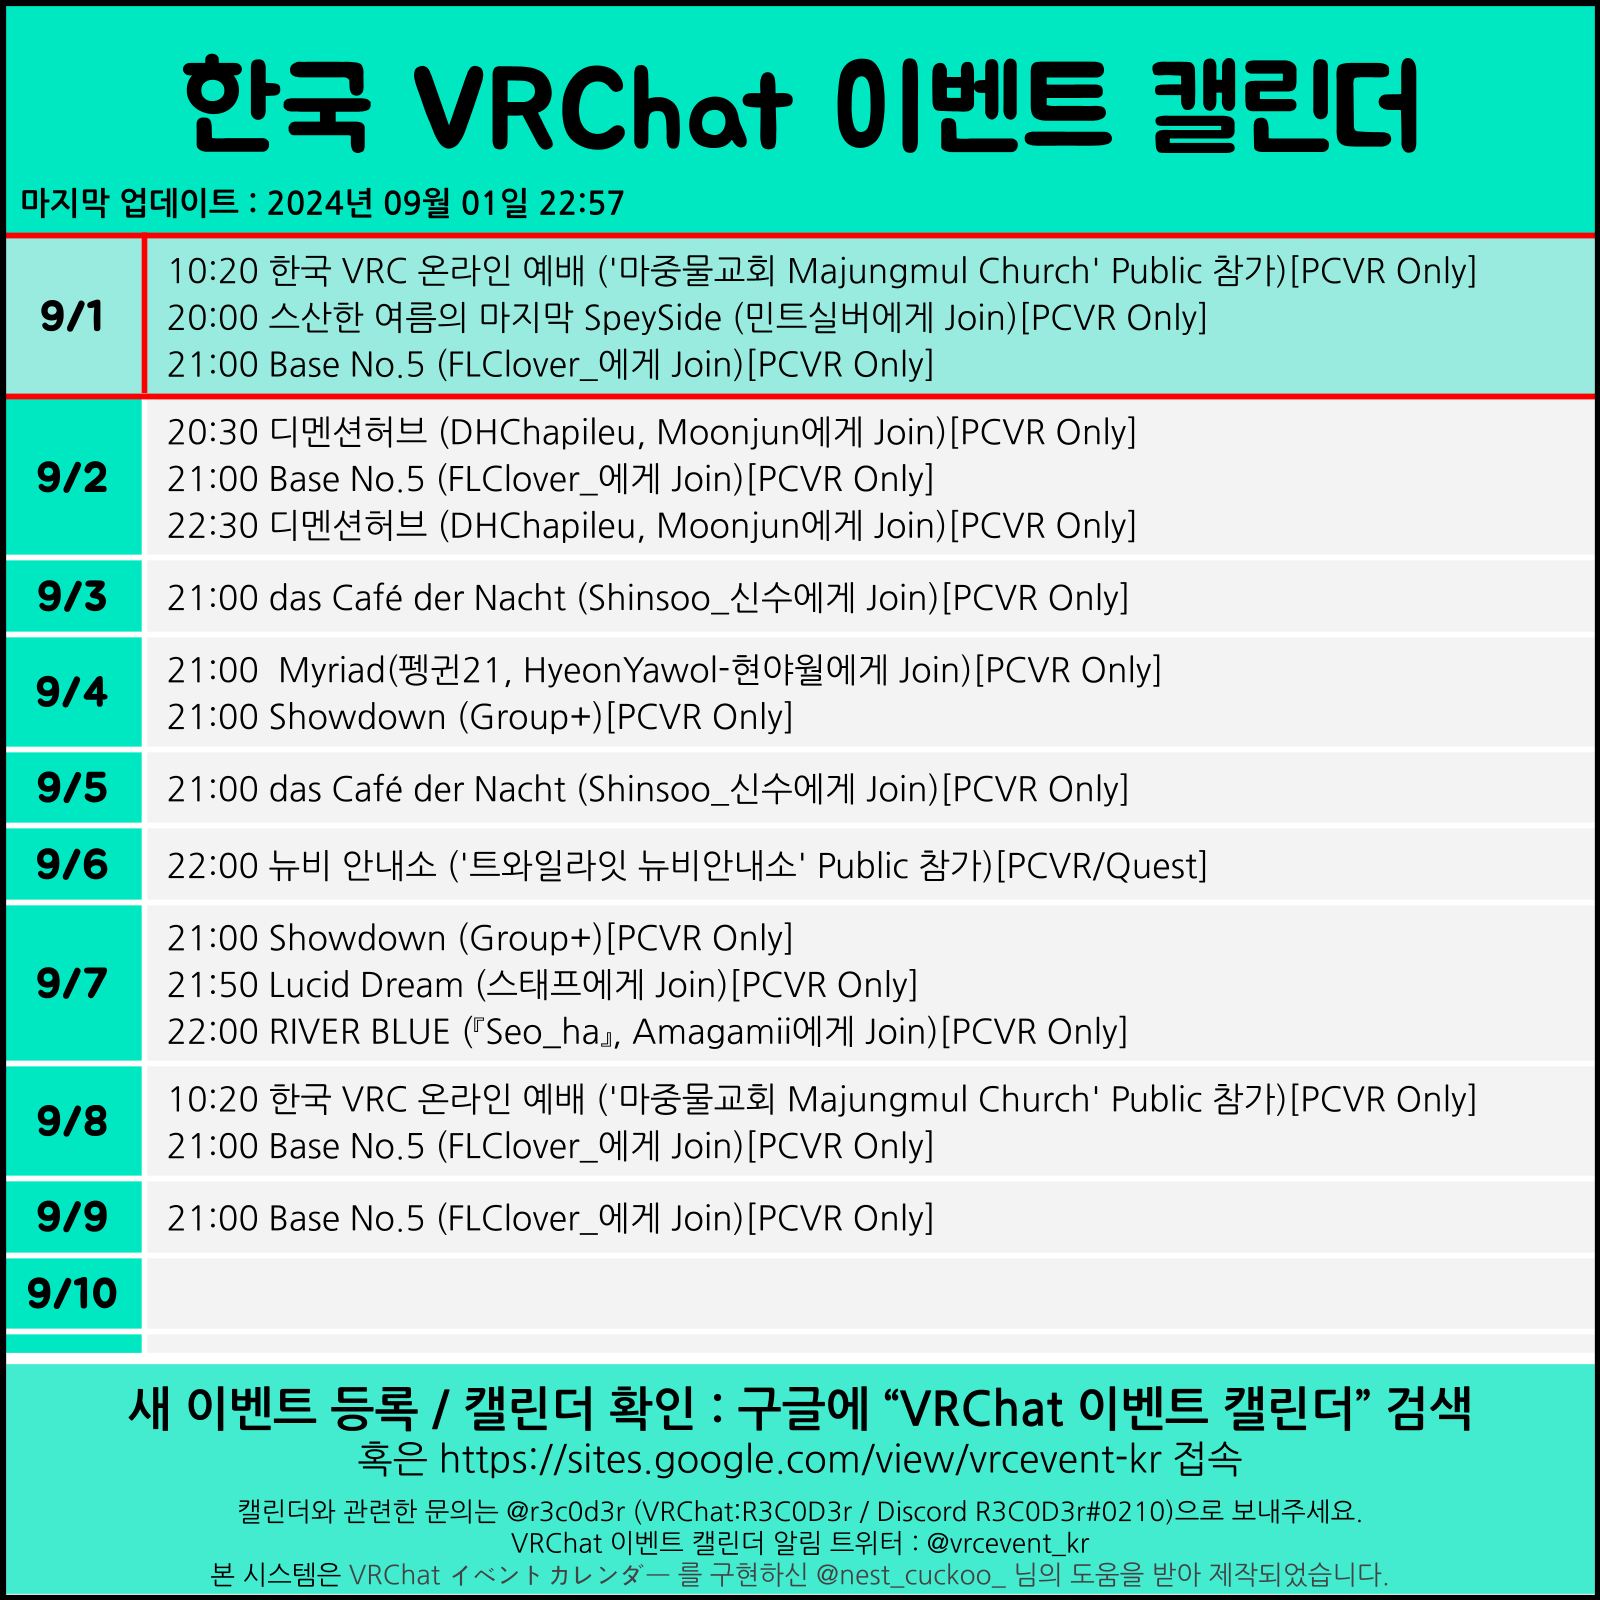 한국 VRChat 이벤트 캘린더
마지막 업데이트 : 2024년 09월 01일 22:57
9/1
10:20 한국 VRC 온라인 예배 ('마중물교회 Majungmul Church' Public 참가)[PCVR Only]
20:00 스산한 여름의 마지막 SpeySide (민트실버에게 Join)[PCVR Only]
21:00 Base No.5 (FLClover_에게 Join)[PCVR Only]
9/2
20:30 디멘션허브 (DHChapileu, Moonjun에게 Join)[PCVR Only]
21:00 Base No.5 (FLClover_에게 Join)[PCVR Only]
22:30 디멘션허브 (DHChapileu, Moonjun에게 Join)[PCVR Only]
9/3
21:00 das Café der Nacht (Shinsoo_신수에게 Join)[PCVR Only]
9/4
21:00  Myriad(펭귄21, HyeonYawol-현야월에게 Join)[PCVR Only]
21:00 Showdown (Group+)[PCVR Only]
9/5
21:00 das Café der Nacht (Shinsoo_신수에게 Join)[PCVR Only]
9/6
22:00 뉴비 안내소 ('트와일라잇 뉴비안내소' Public 참가)[PCVR/Quest]
9/7
21:00 Showdown (Group+)[PCVR Only]
21:50 Lucid Dream (스태프에게 Join)[PCVR Only]
22:00 RIVER BLUE (『Seo_ha』, Amagamii에게 Join)[PCVR Only]
9/8
10:20 한국 VRC 온라인 예배 ('마중물교회 Majungmul Church' Public 참가)[PCVR Only]
21:00 Base No.5 (FLClover_에게 Join)[PCVR Only]
9/9
21:00 Base No.5 (FLClover_에게 Join)[PCVR Only]
9/10
새 이벤트 등록 / 캘린더 확인 : 구글에 “VRChat 이벤트 캘린더” 검색
혹은 https://sites.google.com/view/vrcevent-kr 접속
캘린더와 관련한 문의는 @r3c0d3r (VRChat:R3C0D3r / Discord R3C0D3r#0210)으로 보내주세요.
VRChat 이벤트 캘린더 알림 트위터 : @vrcevent_kr
본 시스템은 VRChat イベントカレンダー 를 구현하신 @nest_cuckoo_ 님의 도움을 받아 제작되었습니다.